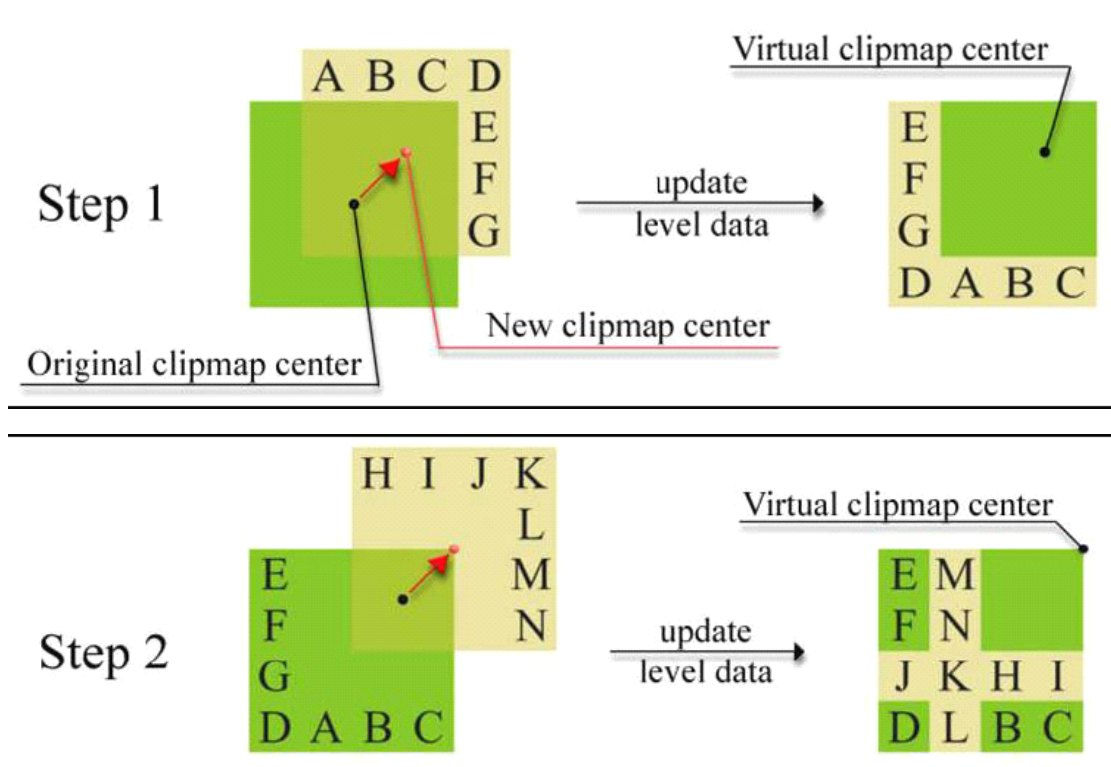 Virtual clipmap center
A B C D
E
F
G
Step 1
update
level data
E
F
G
D A B C
New clipmap center
Original clipmap center
H I J K
L
M
N
E
F
G
D A B C
Step 2
update
level data
Virtual clipmap center
E M
F N
J K H I
D L B C